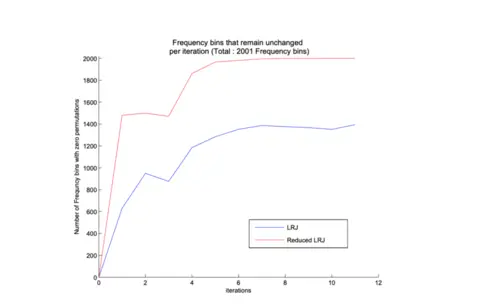 Frequency bins that remain unchanged
per iteration (Total : 2001 Frequency bins)
Number of Frequncy bins with zero permutations
2000
1800
1600
1400
1200
1000
800
600
400
200
0
0 2 4 6 8 10 12
iterations
LRJ
Reduced LRJ